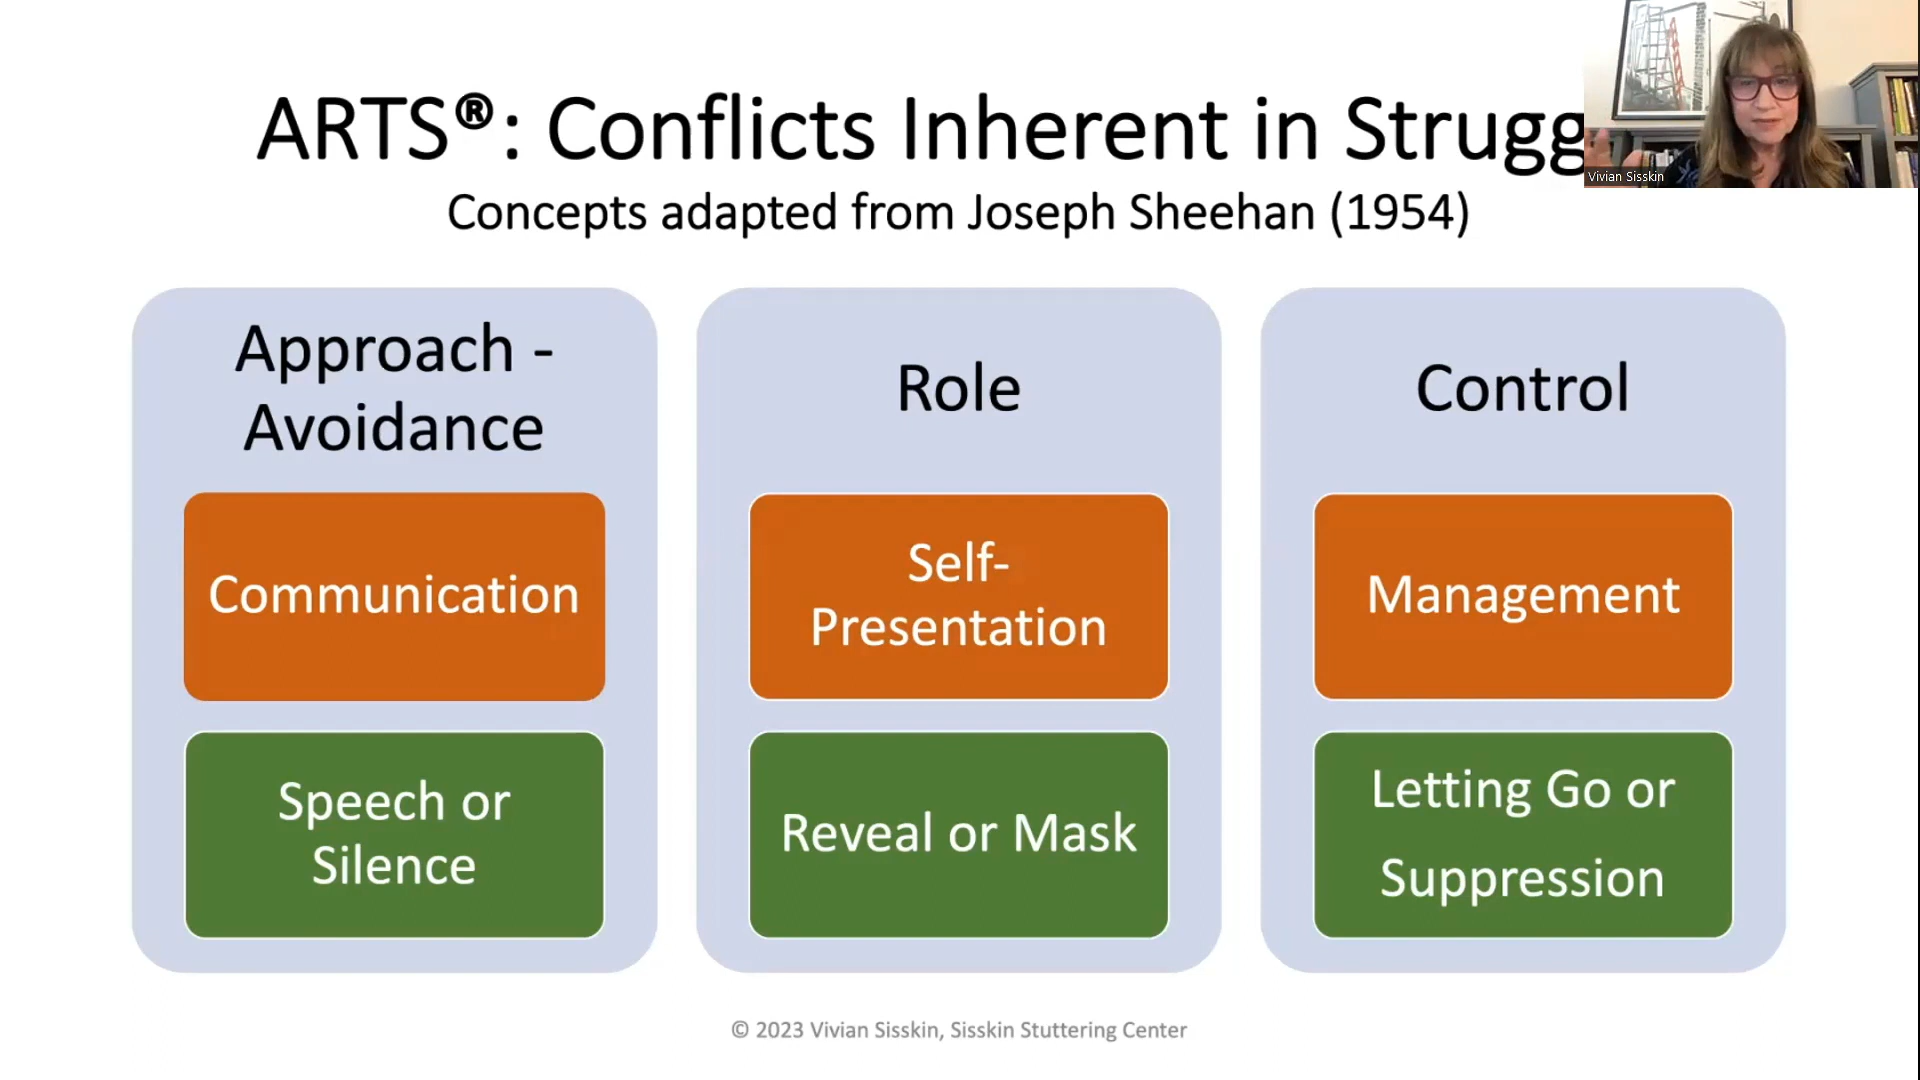 ARTS®: Conflicts Inherent in Strugg
Vivian Sisskin
Concepts adapted from Joseph Sheehan (1954)
Approach -
Avoidance
Communication
Speech or
Silence
Role
Self-
Presentation
Reveal or Mask
Control
Management
Letting Go or
Suppression
© 2023 Vivian Sisskin, Sisskin Stuttering Center